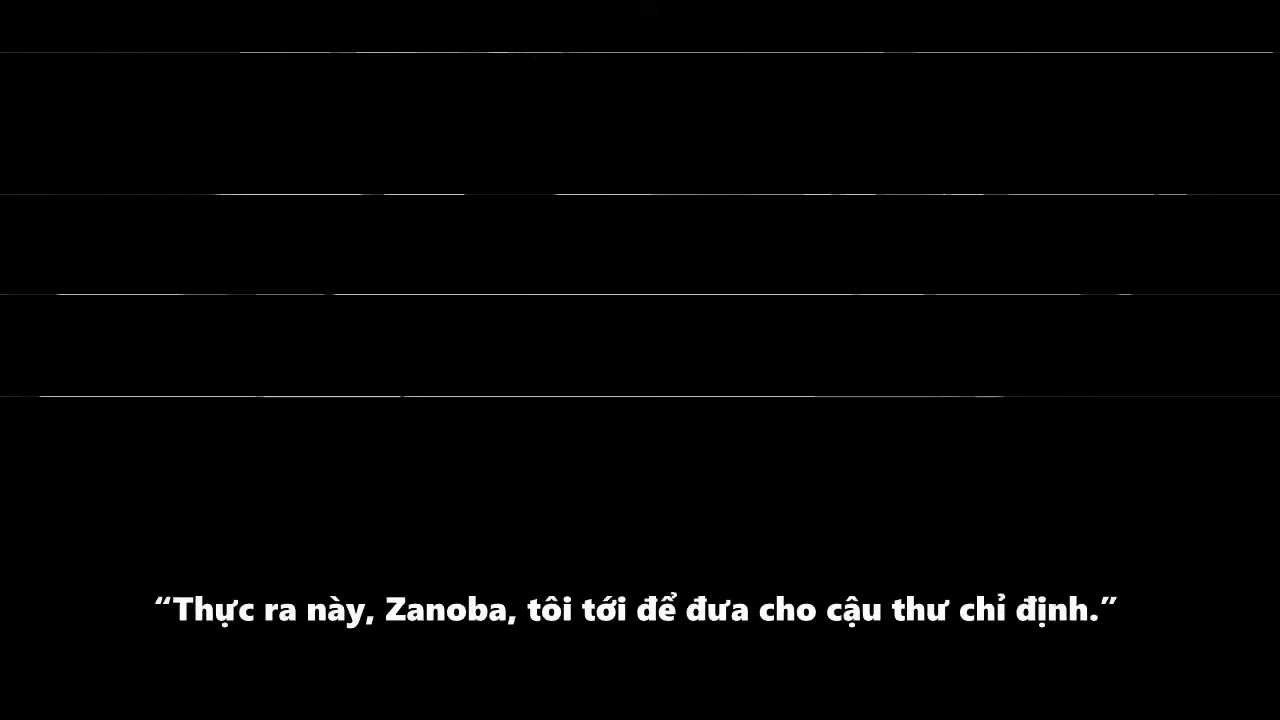 “Thực ra này, Zanoba, tôi tới để đưa cho cậu thư chỉ định.”